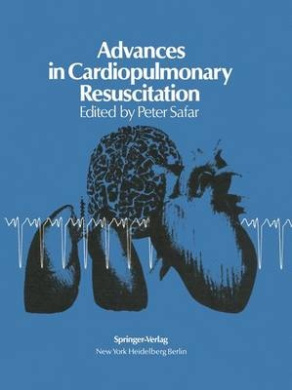 Advances
in Cardiopulmonary
Resuscitation
Edited by Peter Safar
Springer-Verlag
New York Heidelberg Berlin